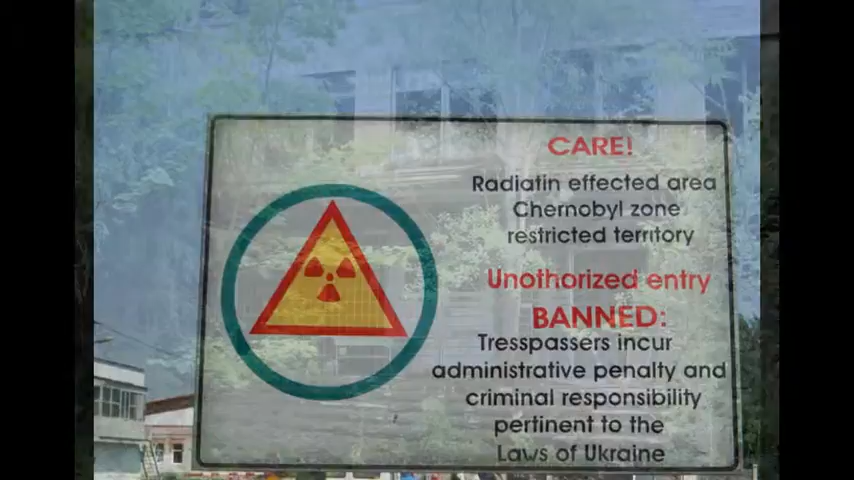 CARE!
Radiatin effected area
Chernobyl zone
restricted territory
Unothorized entry
BANNED:
Tresspassers incur
administrative penalty and
criminal responsibility
pertinent to the
Laws of Ukraine